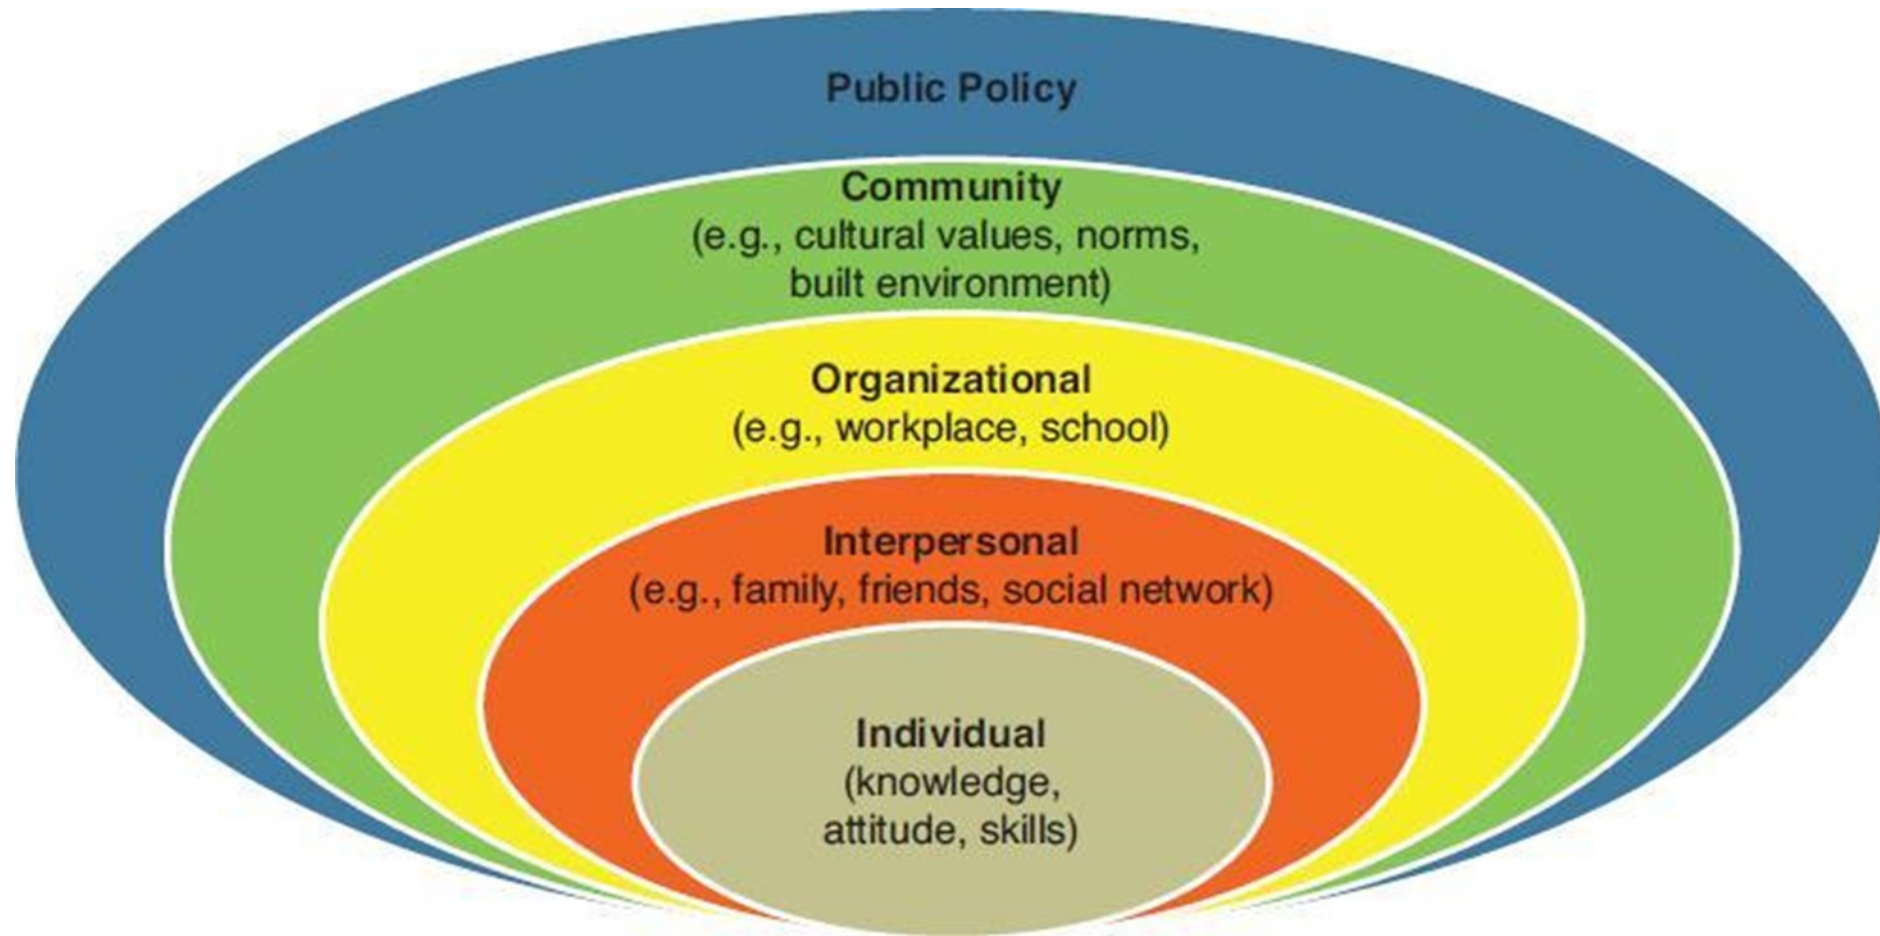 Public Policy
Community
(e.g., cultural values, norms,
built environment)
Organizational
(e.g., workplace, school)
Interpersonal
(e.g., family, friends, social network)
Individual
(knowledge,
attitude, skills)